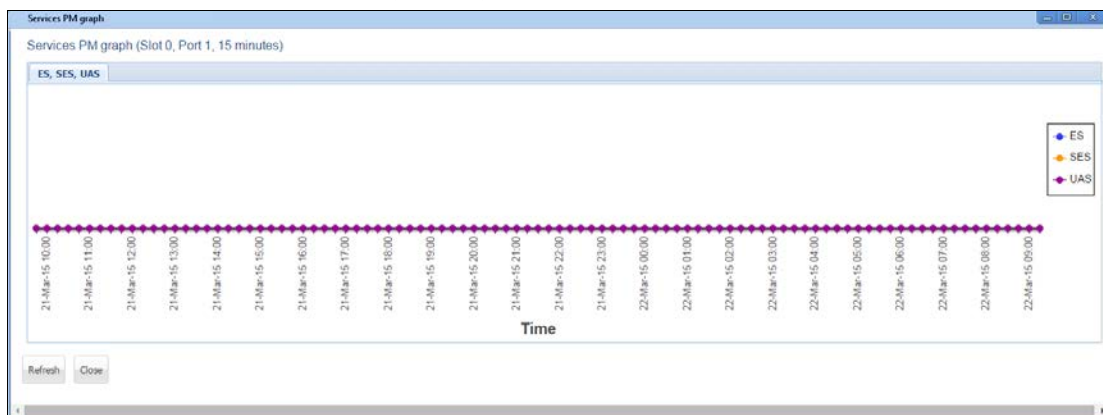 Services PM graph
Services PM graph (Slot 0, Port 1, 15 minutes)
ES, SES, UAS
ES
SES
UAS
21-Mar-15 10:00
21-Mar-15 11:00
21-Mar-15 12:00
21-Mar-15 13:00
21-Mar-15 14:00
21-Mar-15 15:00
21-Mar-15 16:00
21-Mar-15 17:00
21-Mar-15 18:00
21-Mar-15 19:00
21-Mar-15 20:00
21-Mar-15 21:00
21-Mar-15 22:00
21-Mar-15 23:00
22-Mar-15 00:00
22-Mar-15 01:00
22-Mar-15 02:00
22-Mar-15 03:00
22-Mar-15 04:00
22-Mar-15 05:00
22-Mar-15 06:00
22-Mar-15 07:00
22-Mar-15 08:00
22-Mar-15 09:00
Time
Refresh Close